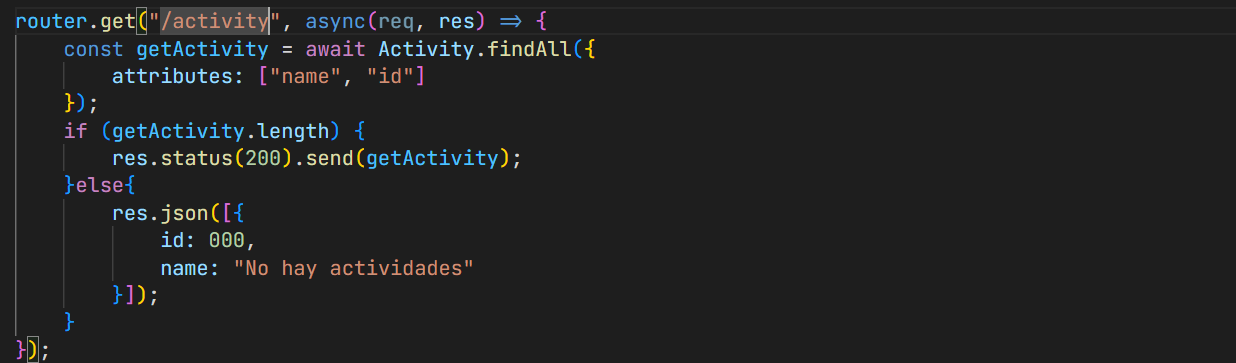 router.get("/activity", async(req, res) => {
    const getActivity = await Activity.findAll({
        attributes: ["name", "id"]
    });
    if (getActivity.length) {
        res.status(200).send(getActivity);
    }else{
        res.json([{
            id: 000,
            name: "No hay actividades"
        }]);
    }
});